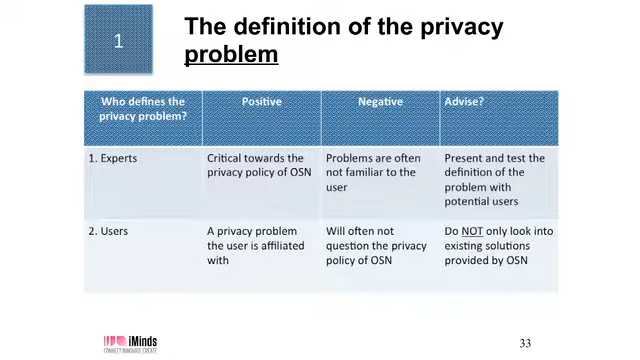 1
The definition of the privacy
problem
Who defines the
privacy problem?
Positive
Negative
Advise?
1. Experts
Critical towards the
privacy policy of OSN
Problems are often
not familiar to the
user
Present and test the
definition of the
problem with
potential users
2. Users
A privacy problem
the user is affiliated
with
Will often not
question the privacy
policy of OSN
Do NOT only look into
existing solutions
provided by OSN
iMinds
CONNECT.INNOVATE.CREATE
33